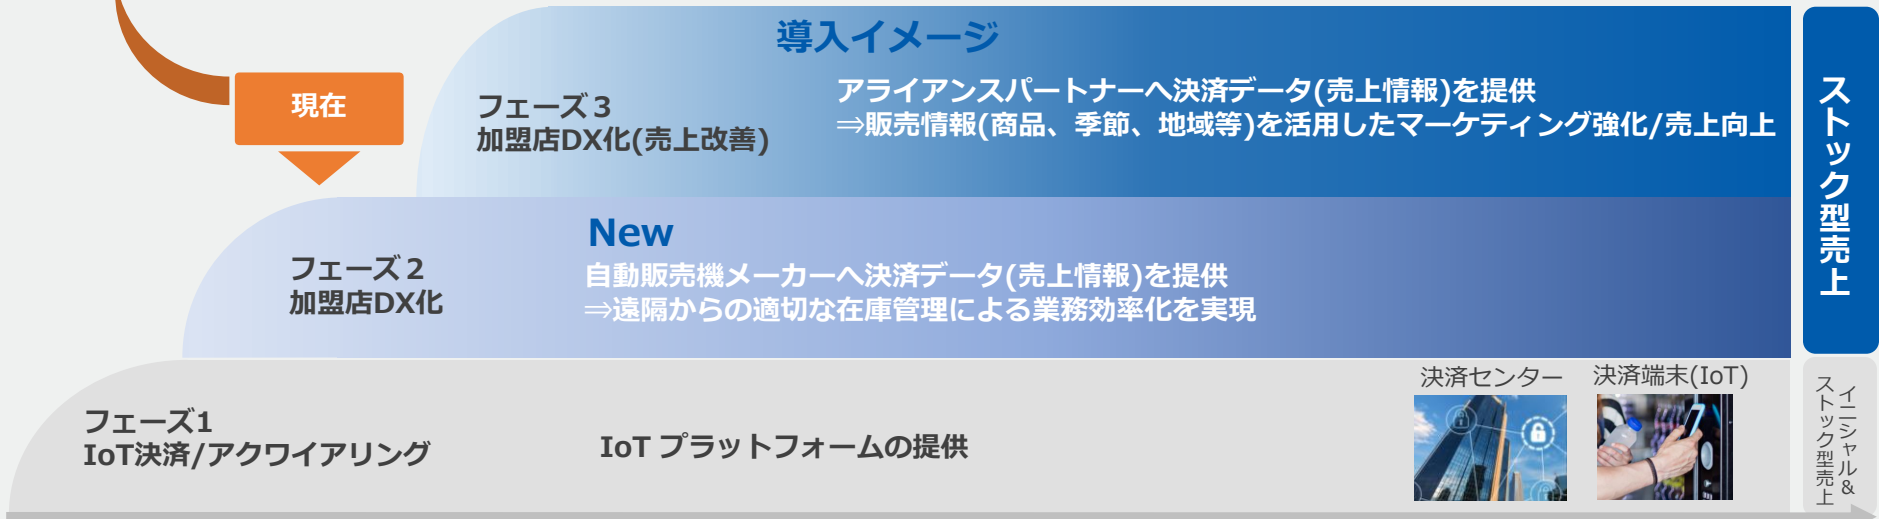 導入イメージ
現在
フェーズ３
加盟店DX化(売上改善)
アライアンスパートナーへ決済データ(売上情報)を提供
⇒販売情報(商品、季節、地域等)を活用したマーケティング強化/売上向上
ストック型売上
New
フェーズ２
加盟店DX化
自動販売機メーカーへ決済データ(売上情報)を提供
⇒遠隔からの適切な在庫管理による業務効率化を実現
決済センター
決済端末(IoT)
フェーズ1
IoT決済/アクワイアリング
IoT プラットフォームの提供
イニシャル&
ストック型売上